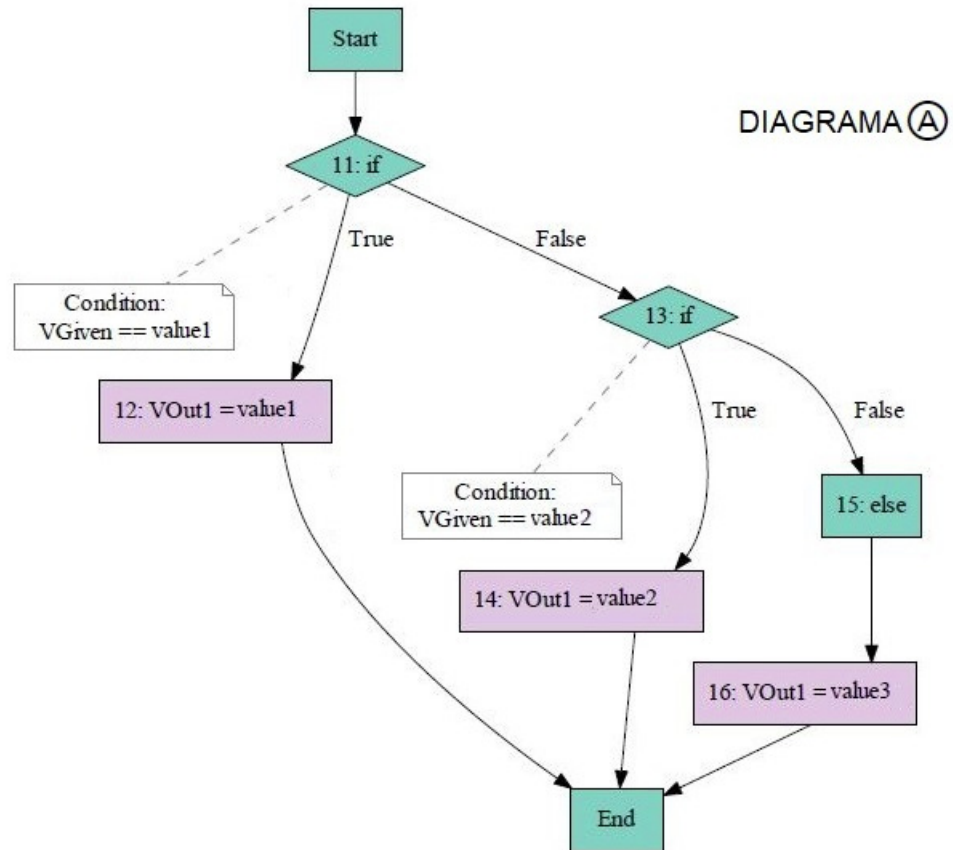 Start
DIAGRAMA A
11: if
True
False
Condition:
VGiven == value1
13: if
12: VOut1 = value1
True
False
Condition:
VGiven == value2
15: else
14: VOut1 = value2
16: VOut1 = value3
End